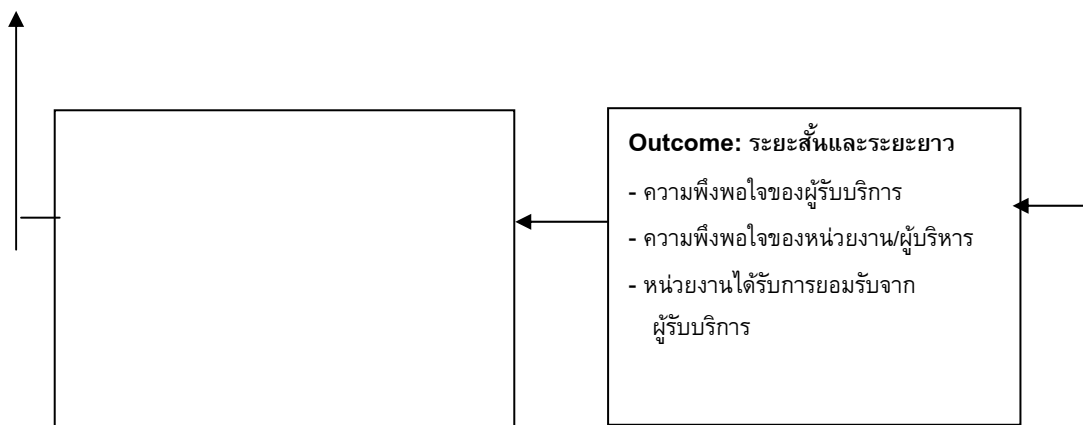 Outcome: ระยะสั้นและระยะยาว
- ความพึงพอใจของผู้รับบริการ
- ความพึงพอใจของหน่วยงาน/ผู้บริหาร
- หน่วยงานได้รับการยอมรับจาก
ผู้รับบริการ